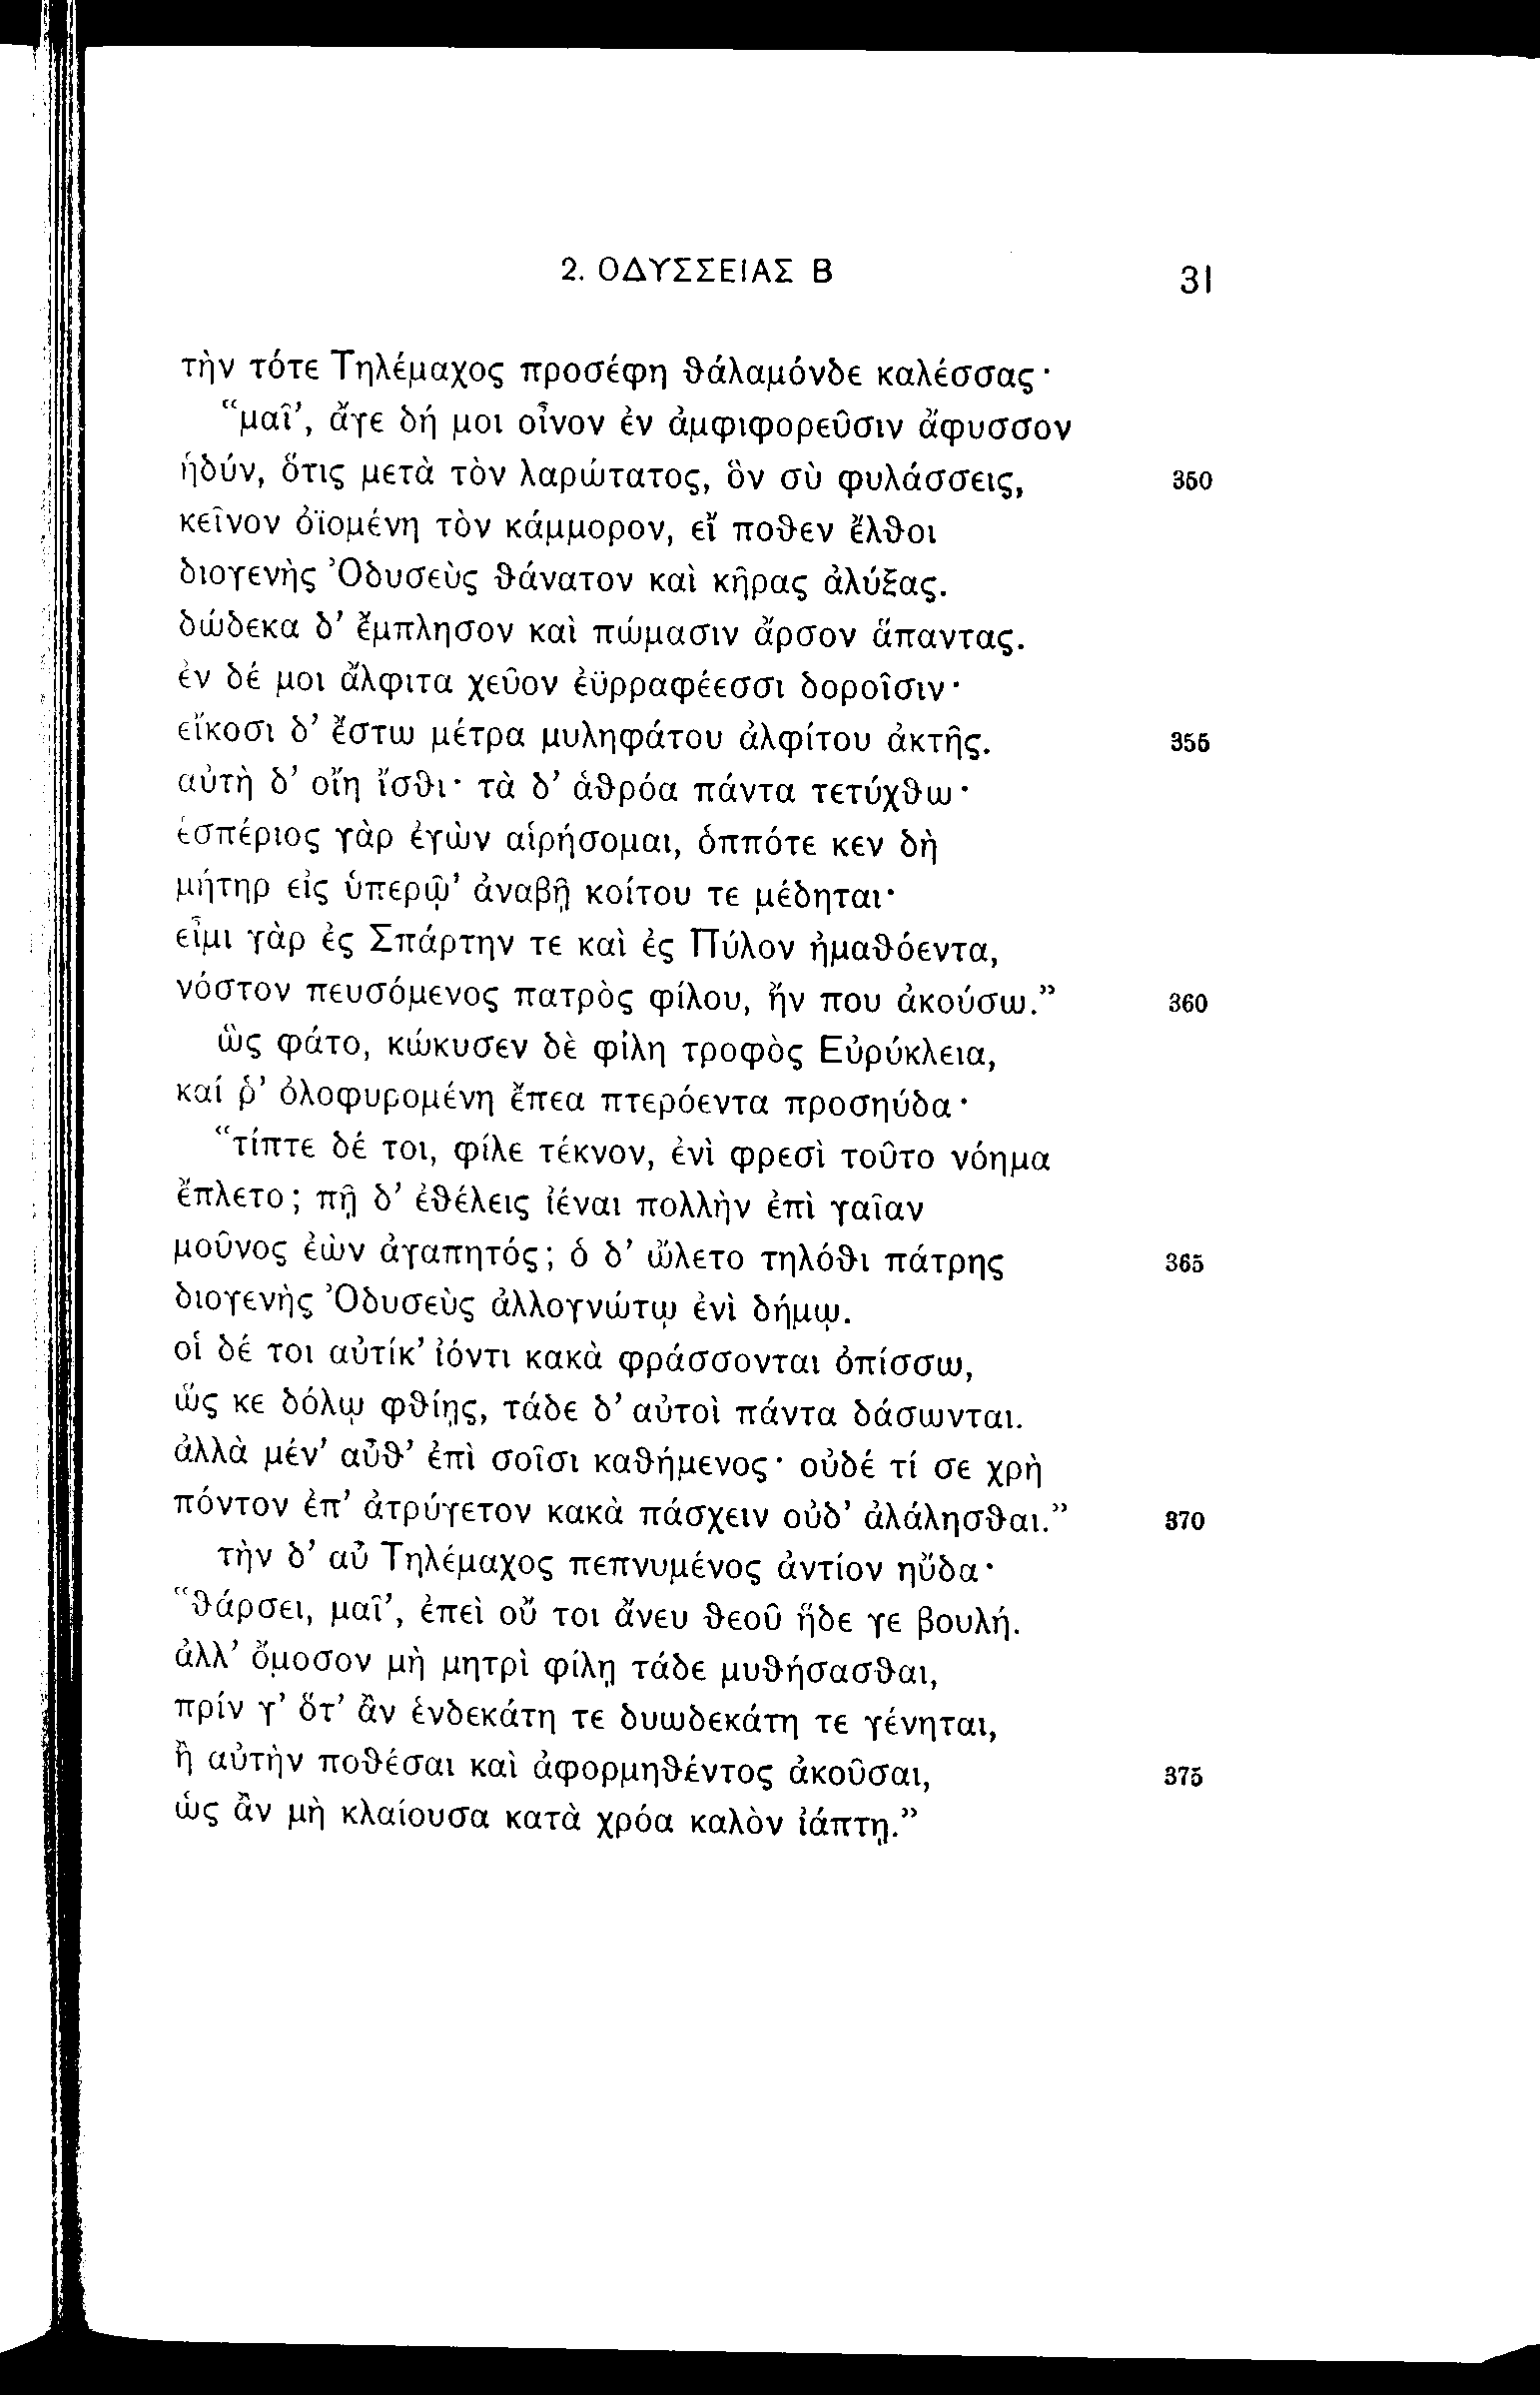 2. ΟΔΥΣΣΕΙΑΣ Β 31
τὴν τότε Τηλέμαχος προσέφη θάλαμόνδε καλέσσας·
“μαῖ’, ἄγε δή μοι οἶνον ἐν ἀμφιφορεῦσιν ἄφυσσον
ἡδύν, ὅτις μετὰ τὸν λαρώτατος, ὃν σὺ φυλάσσεις, 350
κεῖνον ὀϊομένη τὸν κάμμορον, εἴ ποθεν ἔλθοι
διογενὴς Ὀδυσεὺς θάνατον καὶ κῆρας ἀλύξας.
δώδεκα δ’ ἔμπλησον καὶ πώμασιν ἄρσον ἅπαντας.
ἐν δέ μοι ἄλφιτα χεῦον ἐϋρραφέεσσι δοροῖσιν·
εἴκοσι δ’ ἔστω μέτρα μυληφάτου ἀλφίτου ἀκτῆς. 355
αὐτὴ δ’ οἴη ἴσθι· τὰ δ’ ἁθρόα πάντα τετύχθω·
ἑσπέριος γὰρ ἐγὼν αἱρήσομαι, ὁππότε κεν δὴ
μήτηρ εἰς ὑπερῷ’ ἀναβῇ κοίτου τε μέδηται·
εἶμι γὰρ ἐς Σπάρτην τε καὶ ἐς Πύλον ἠμαθόεντα,
νόστον πευσόμενος πατρὸς φίλου, ἤν που ἀκούσω.” 360
ὣς φάτο, κώκυσεν δὲ φίλη τροφὸς Εὐρύκλεια,
καί ῥ’ ὀλοφυρομένη ἔπεα πτερόεντα προσηύδα·
“τίπτε δέ τοι, φίλε τέκνον, ἐνὶ φρεσὶ τοῦτο νόημα
ἔπλετο; πῇ δ’ ἐθέλεις ἰέναι πολλὴν ἐπὶ γαῖαν
μοῦνος ἐὼν ἀγαπητός; ὁ δ’ ὤλετο τηλόθι πάτρης 365
διογενὴς Ὀδυσεὺς ἀλλογνώτῳ ἐνὶ δήμῳ.
οἱ δέ τοι αὐτίκ’ ἰόντι κακὰ φράσσονται ὀπίσσω,
ὥς κε δόλῳ φθίῃς, τάδε δ’ αὐτοὶ πάντα δάσωνται.
ἀλλὰ μέν’ αὖθ’ ἐπὶ σοῖσι καθήμενος· οὐδέ τί σε χρὴ
πόντον ἐπ’ ἀτρύγετον κακὰ πάσχειν οὐδ’ ἀλάλησθαι.” 370
τὴν δ’ αὖ Τηλέμαχος πεπνυμένος ἀντίον ηὔδα·
“θάρσει, μαῖ’, ἐπεὶ οὔ τοι ἄνευ θεοῦ ἥδε γε βουλή.
ἀλλ’ ὄμοσον μὴ μητρὶ φίλῃ τάδε μυθήσασθαι,
πρίν γ’ ὅτ’ ἂν ἑνδεκάτη τε δυωδεκάτη τε γένηται,
ἢ αὐτὴν ποθέσαι καὶ ἀφορμηθέντος ἀκοῦσαι, 375
ὡς ἂν μὴ κλαίουσα κατὰ χρόα καλὸν ἰάπτῃ.”